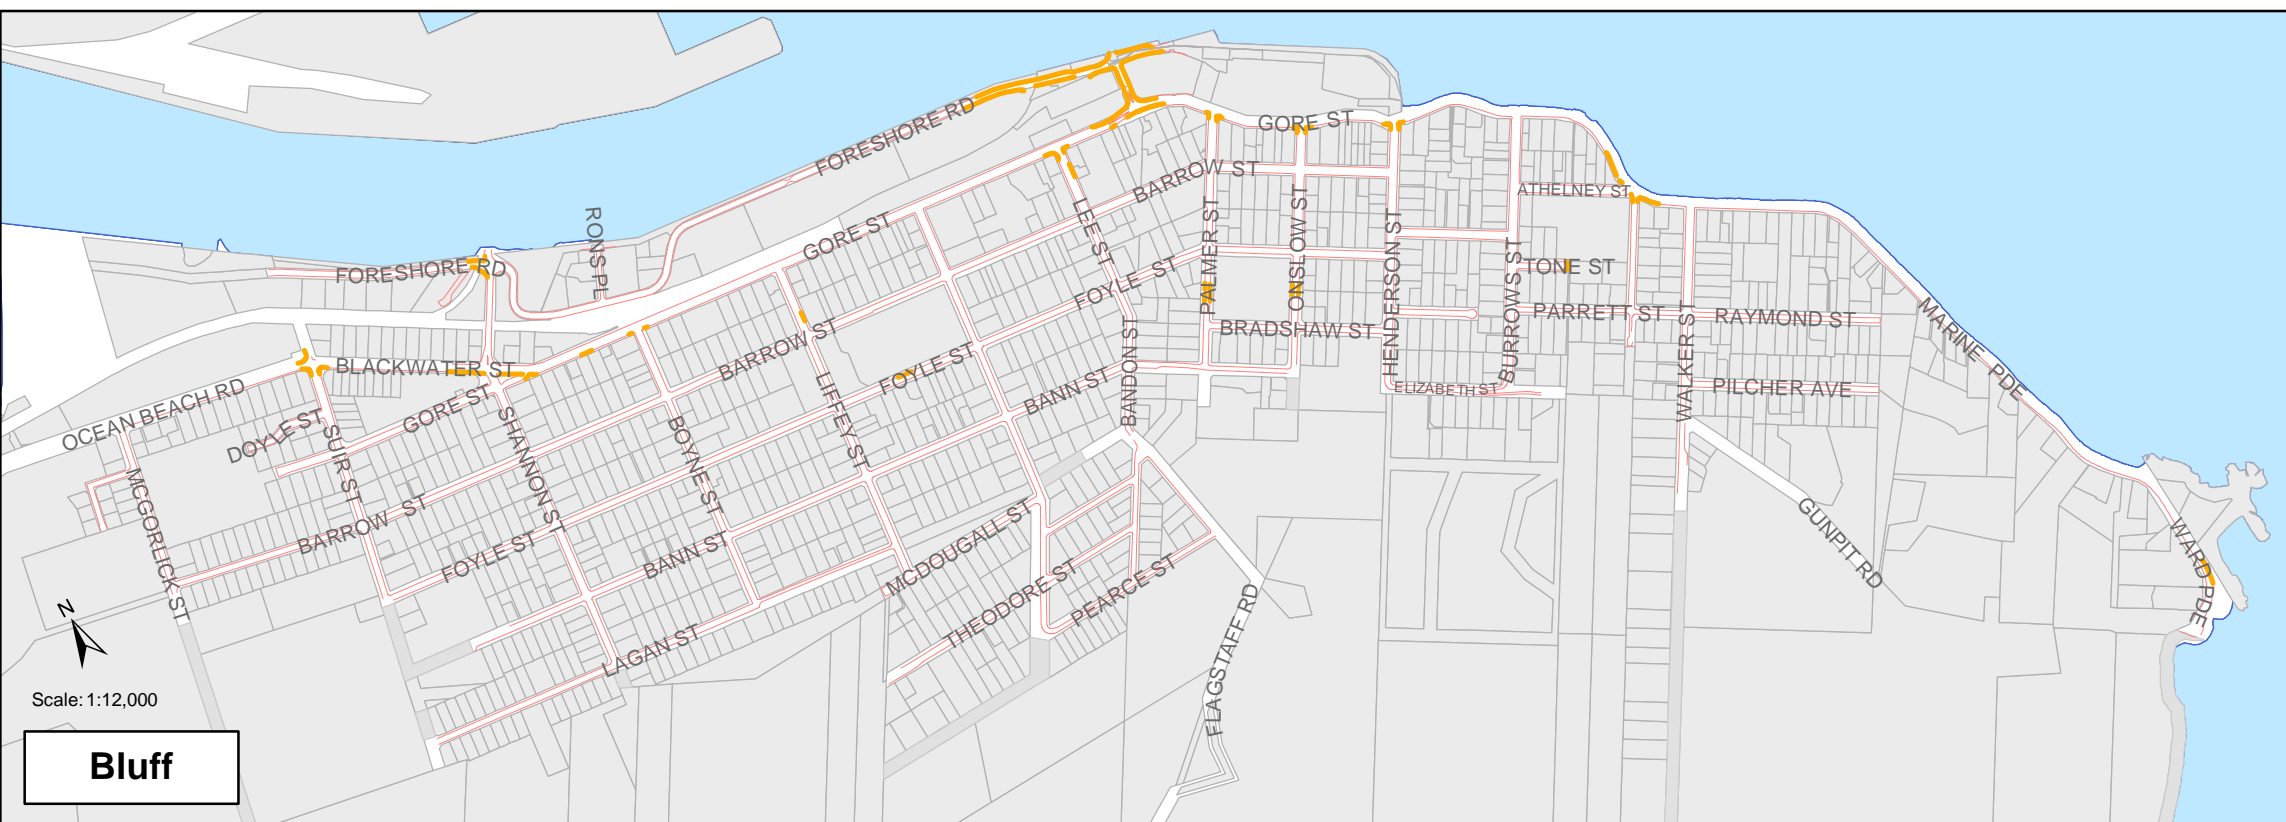 FORESHORE RD
GORE ST
BARROW ST
ATHELNEY ST
RONS PL
GORE ST
LEE ST
PALMER ST
ONSLOW ST
HENDERSON ST
BURROWS ST
TONE ST
FORESHORE RD
FOYLE ST
PARRETT ST
WALKER ST
RAYMOND ST
MARINE PDE
BRADSHAW ST
BARROW ST
BLACKWATER ST
FOYLE ST
BANN ST
BANDON ST
ELIZABETH ST
PILCHER AVE
OCEAN BEACH RD
DOYLE ST
GORE ST
SUIR ST
SHANNON ST
BOYNE ST
LIFFEY ST
MCGORLICK ST
BARROW ST
FOYLE ST
BANN ST
MCDOUGALL ST
THEODORE ST
PEARCE ST
GUNPIT RD
WARD PDE
LAGAN ST
FLAGSTAFF RD
N
Scale: 1:12,000
Bluff